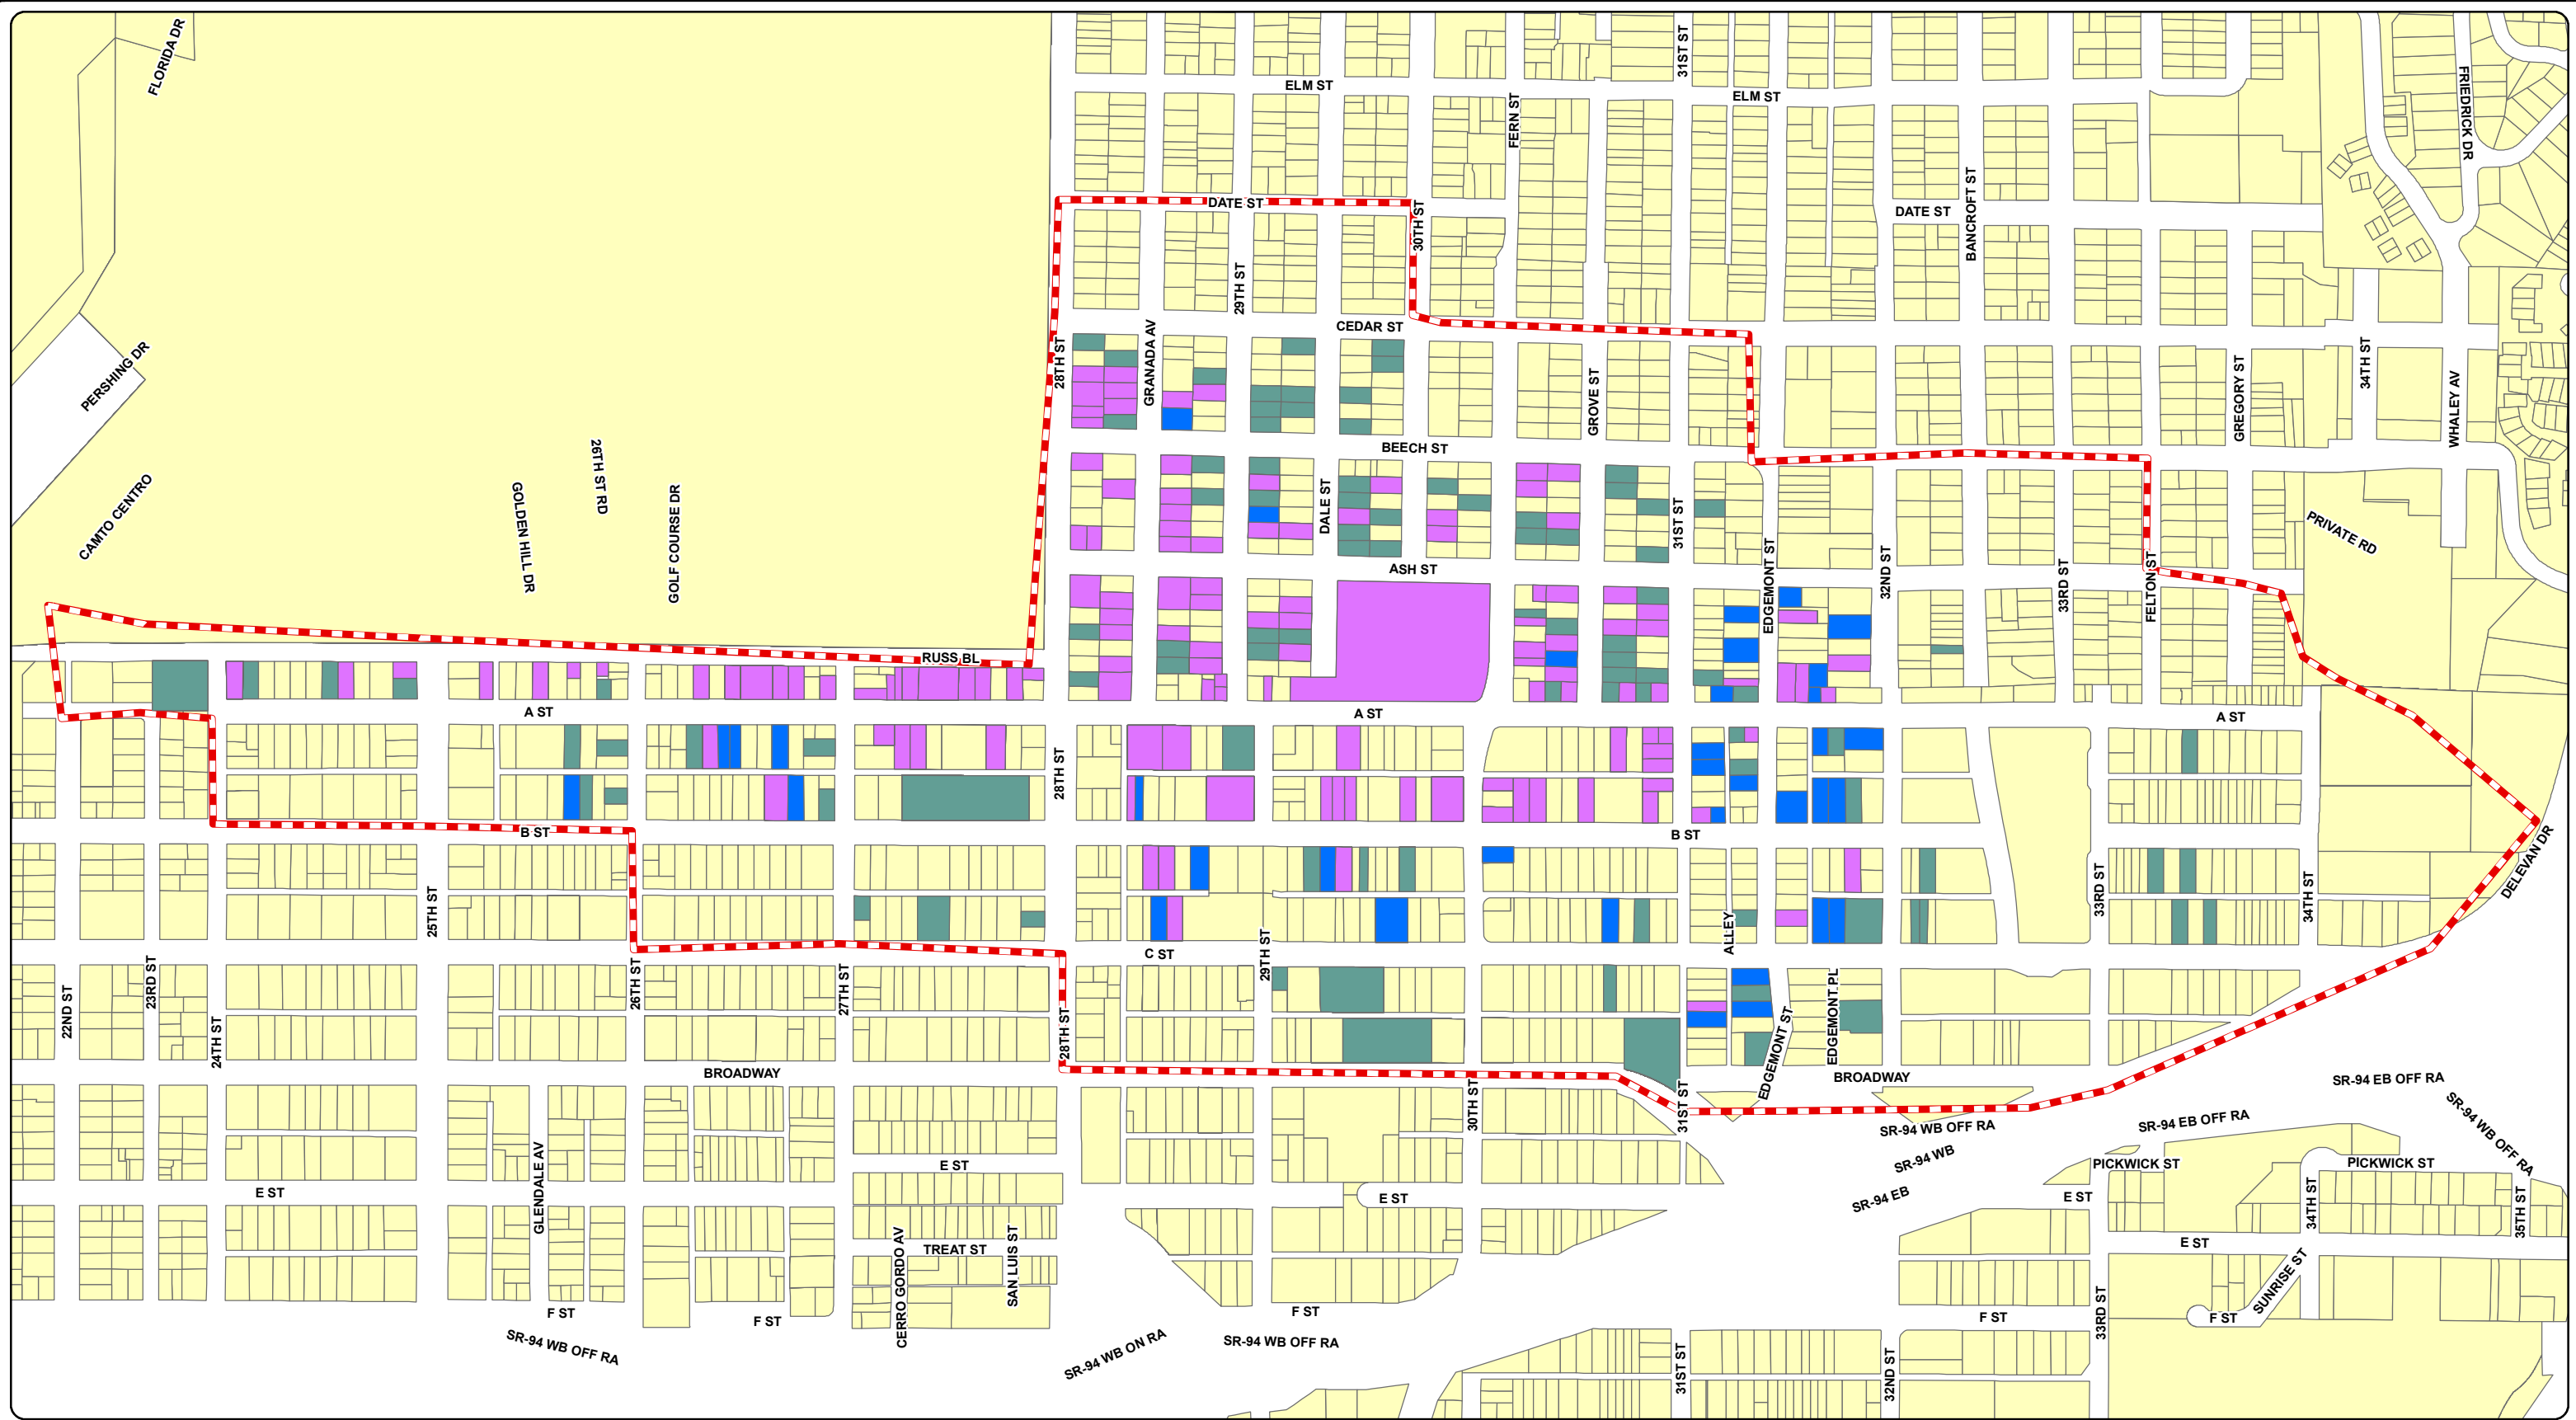 FLORIDA DR
31ST ST
ELM ST
ELM ST
FERN ST
FRIEDRICK DR
DATE ST
30TH ST
DATE ST
BANCROFT ST
29TH ST
CEDAR ST
PERSHING DR
28TH ST
GRANADA AV
GROVE ST
34TH ST
GREGORY ST
WHALEY AV
BEECH ST
26TH ST RD
CAMTO CENTRO
GOLDEN HILL DR
GOLF COURSE DR
DALE ST
31ST ST
PRIVATE RD
ASH ST
EDGEMONT ST
32ND ST
33RD ST
FELTON ST
RUSS BL
A ST
A ST
A ST
28TH ST
B ST
B ST
DELEVAN DR
25TH ST
33RD ST
34TH ST
ALLEY
C ST
29TH ST
22ND ST
23RD ST
24TH ST
26TH ST
27TH ST
28TH ST
EDGEMONT ST
EDGEMONT PL
BROADWAY
BROADWAY
30TH ST
31ST ST
SR-94 EB OFF RA
SR-94 WB OFF RA
SR-94 EB OFF RA
SR-94 WB OFF RA
SR-94 WB
PICKWICK ST
PICKWICK ST
E ST
E ST
E ST
E ST
SR-94 EB
34TH ST
35TH ST
GLENDALE AV
TREAT ST
CERRO GORDO AV
SAN LUIS ST
E ST
SUNRISE ST
F ST
F ST
F ST
F ST
F ST
33RD ST
SR-94 WB OFF RA
SR-94 WB ON RA
SR-94 WB OFF RA
31ST ST
32ND ST